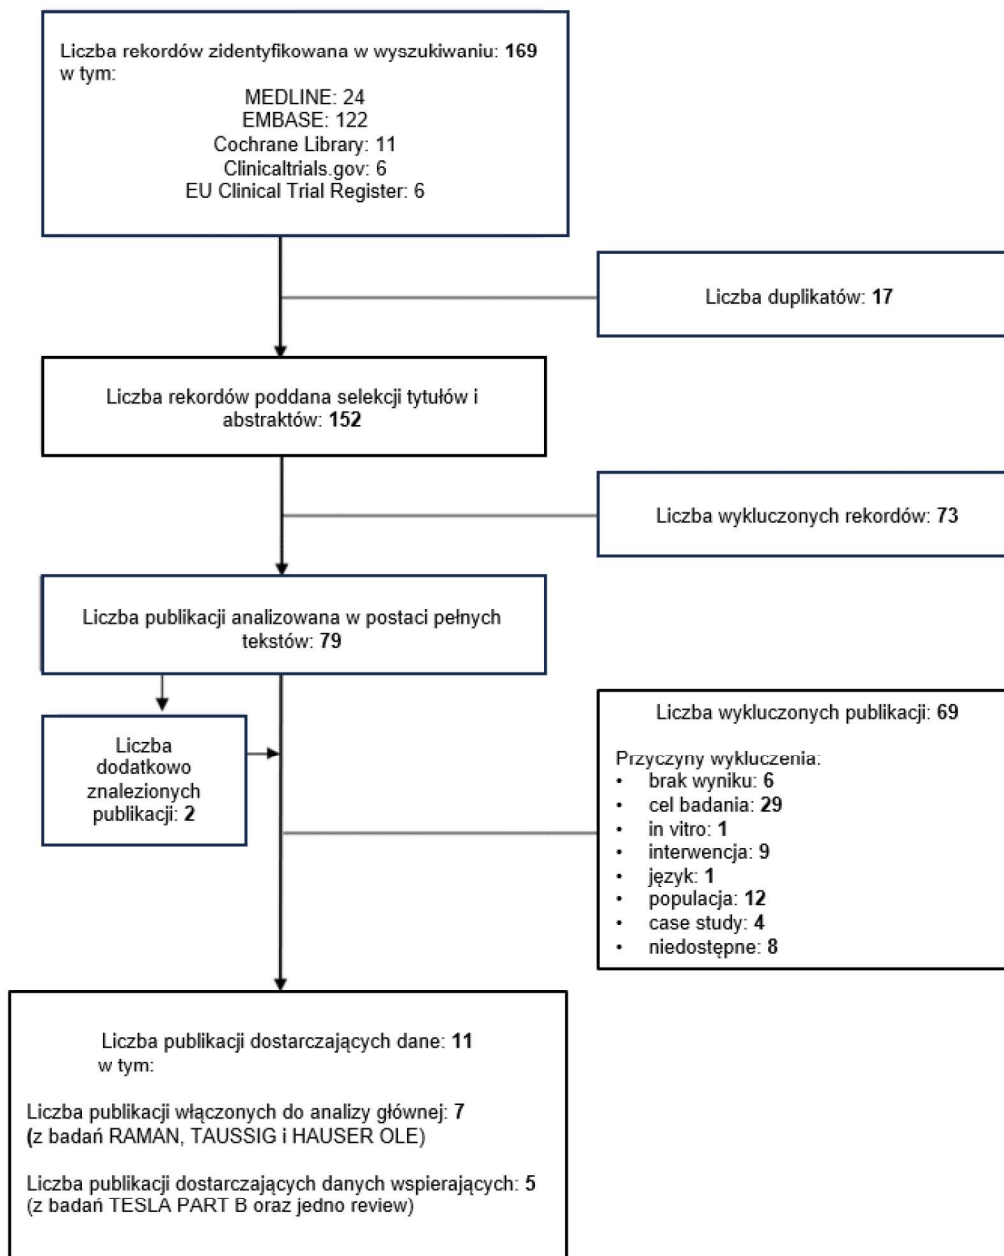 Liczba rekordów zidentyfikowana w wyszukiwaniu: 169
w tym:
MEDLINE: 24
EMBASE: 122
Cochrane Library: 11
Clinicaltrials.gov: 6
EU Clinical Trial Register: 6
Liczba duplikatów: 17
Liczba rekordów poddana selekcji tytułów i
abstraktów: 152
Liczba wykluczonych rekordów: 73
Liczba publikacji analizowana w postaci pełnych
tekstów: 79
Liczba
dodatkowo
znalezionych
publikacji: 2
Liczba wykluczonych publikacji: 69
Przyczyny wykluczenia:
• brak wyniku: 6
• cel badania: 29
• in vitro: 1
• interwencja: 9
• język: 1
• populacja: 12
• case study: 4
• niedostępne: 8
Liczba publikacji dostarczających dane: 11
w tym:
Liczba publikacji włączonych do analizy głównej: 7
(z badań RAMAN, TAUSSIG i HAUSER OLE)
Liczba publikacji dostarczających danych wspierających: 5
(z badań TESLA PART B oraz jedno review)